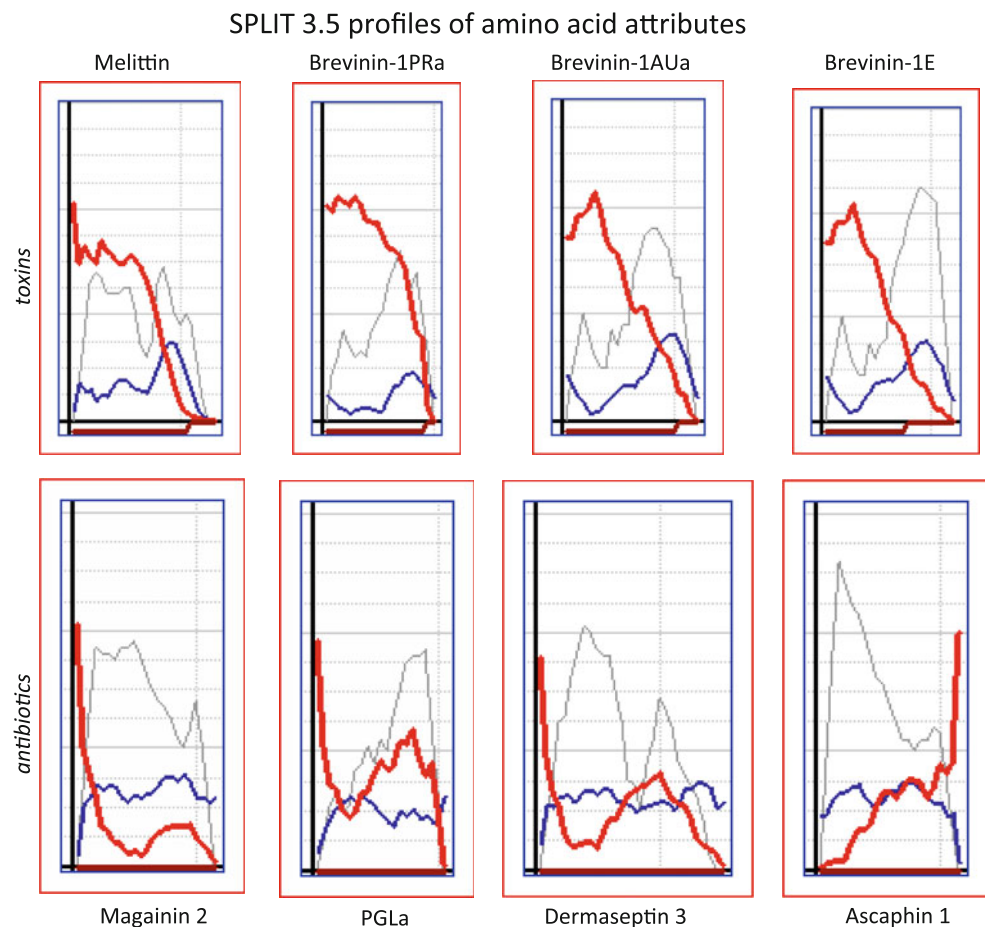 SPLIT 3.5 profiles of amino acid attributes
Melittin
Brevinin-1PRa
Brevinin-1AUa
Brevinin-1E
toxins
antibiotics
Magainin 2
PGLa
Dermaseptin 3
Ascaphin 1